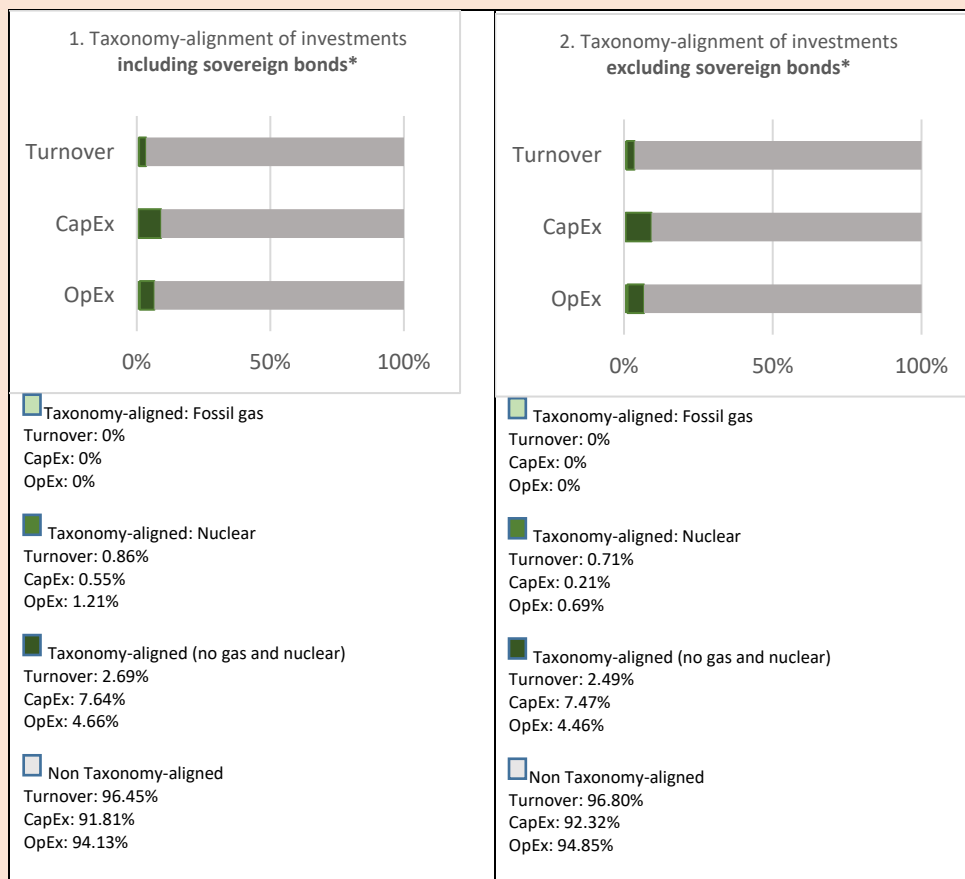 1. Taxonomy-alignment of investments
including sovereign bonds*
Turnover
CapEx
OpEx
0% 50% 100%
Taxonomy-aligned: Fossil gas
Turnover: 0%
CapEx: 0%
OpEx: 0%
Taxonomy-aligned: Nuclear
Turnover: 0.86%
CapEx: 0.55%
OpEx: 1.21%
Taxonomy-aligned (no gas and nuclear)
Turnover: 2.69%
CapEx: 7.64%
OpEx: 4.66%
Non Taxonomy-aligned
Turnover: 96.45%
CapEx: 91.81%
OpEx: 94.13%
2. Taxonomy-alignment of investments
excluding sovereign bonds*
Turnover
CapEx
OpEx
0% 50% 100%
Taxonomy-aligned: Fossil gas
Turnover: 0%
CapEx: 0%
OpEx: 0%
Taxonomy-aligned: Nuclear
Turnover: 0.71%
CapEx: 0.21%
OpEx: 0.69%
Taxonomy-aligned (no gas and nuclear)
Turnover: 2.49%
CapEx: 7.47%
OpEx: 4.46%
Non Taxonomy-aligned
Turnover: 96.80%
CapEx: 92.32%
OpEx: 94.85%